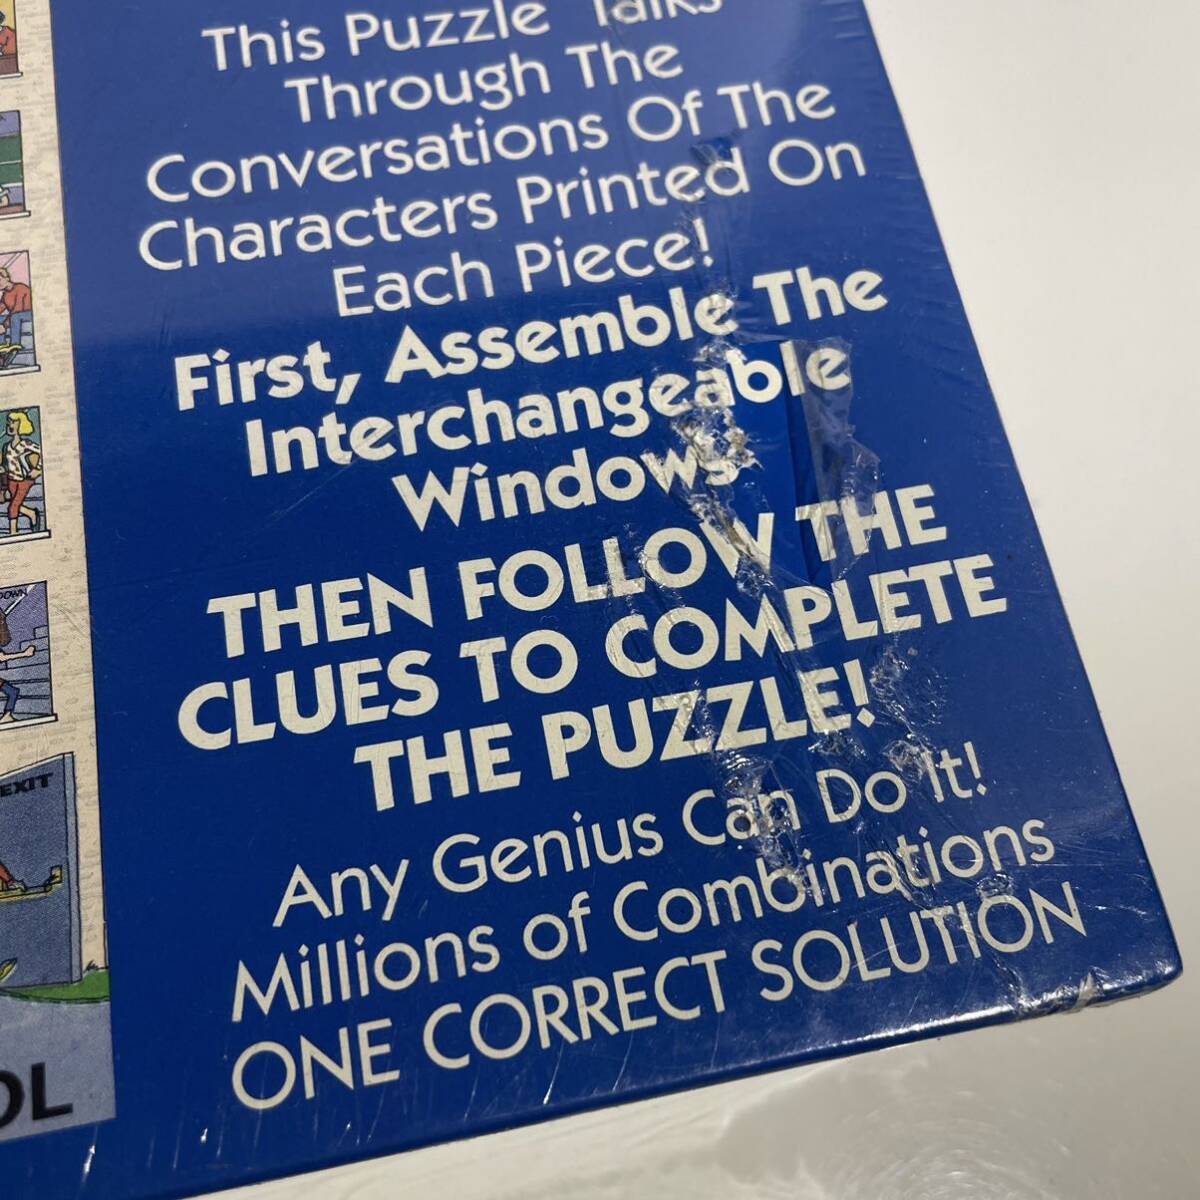 This Puzzle Talks
Through The
Conversations Of The
Characters Printed On
Each Piece!
First, Assemble The
Interchangeable
Windows
THEN FOLLOW THE
CLUES TO COMPLETE
THE PUZZLE!
Any Genius Can Do It!
Millions of Combinations
ONE CORRECT SOLUTION
DOWN
EXIT
OL